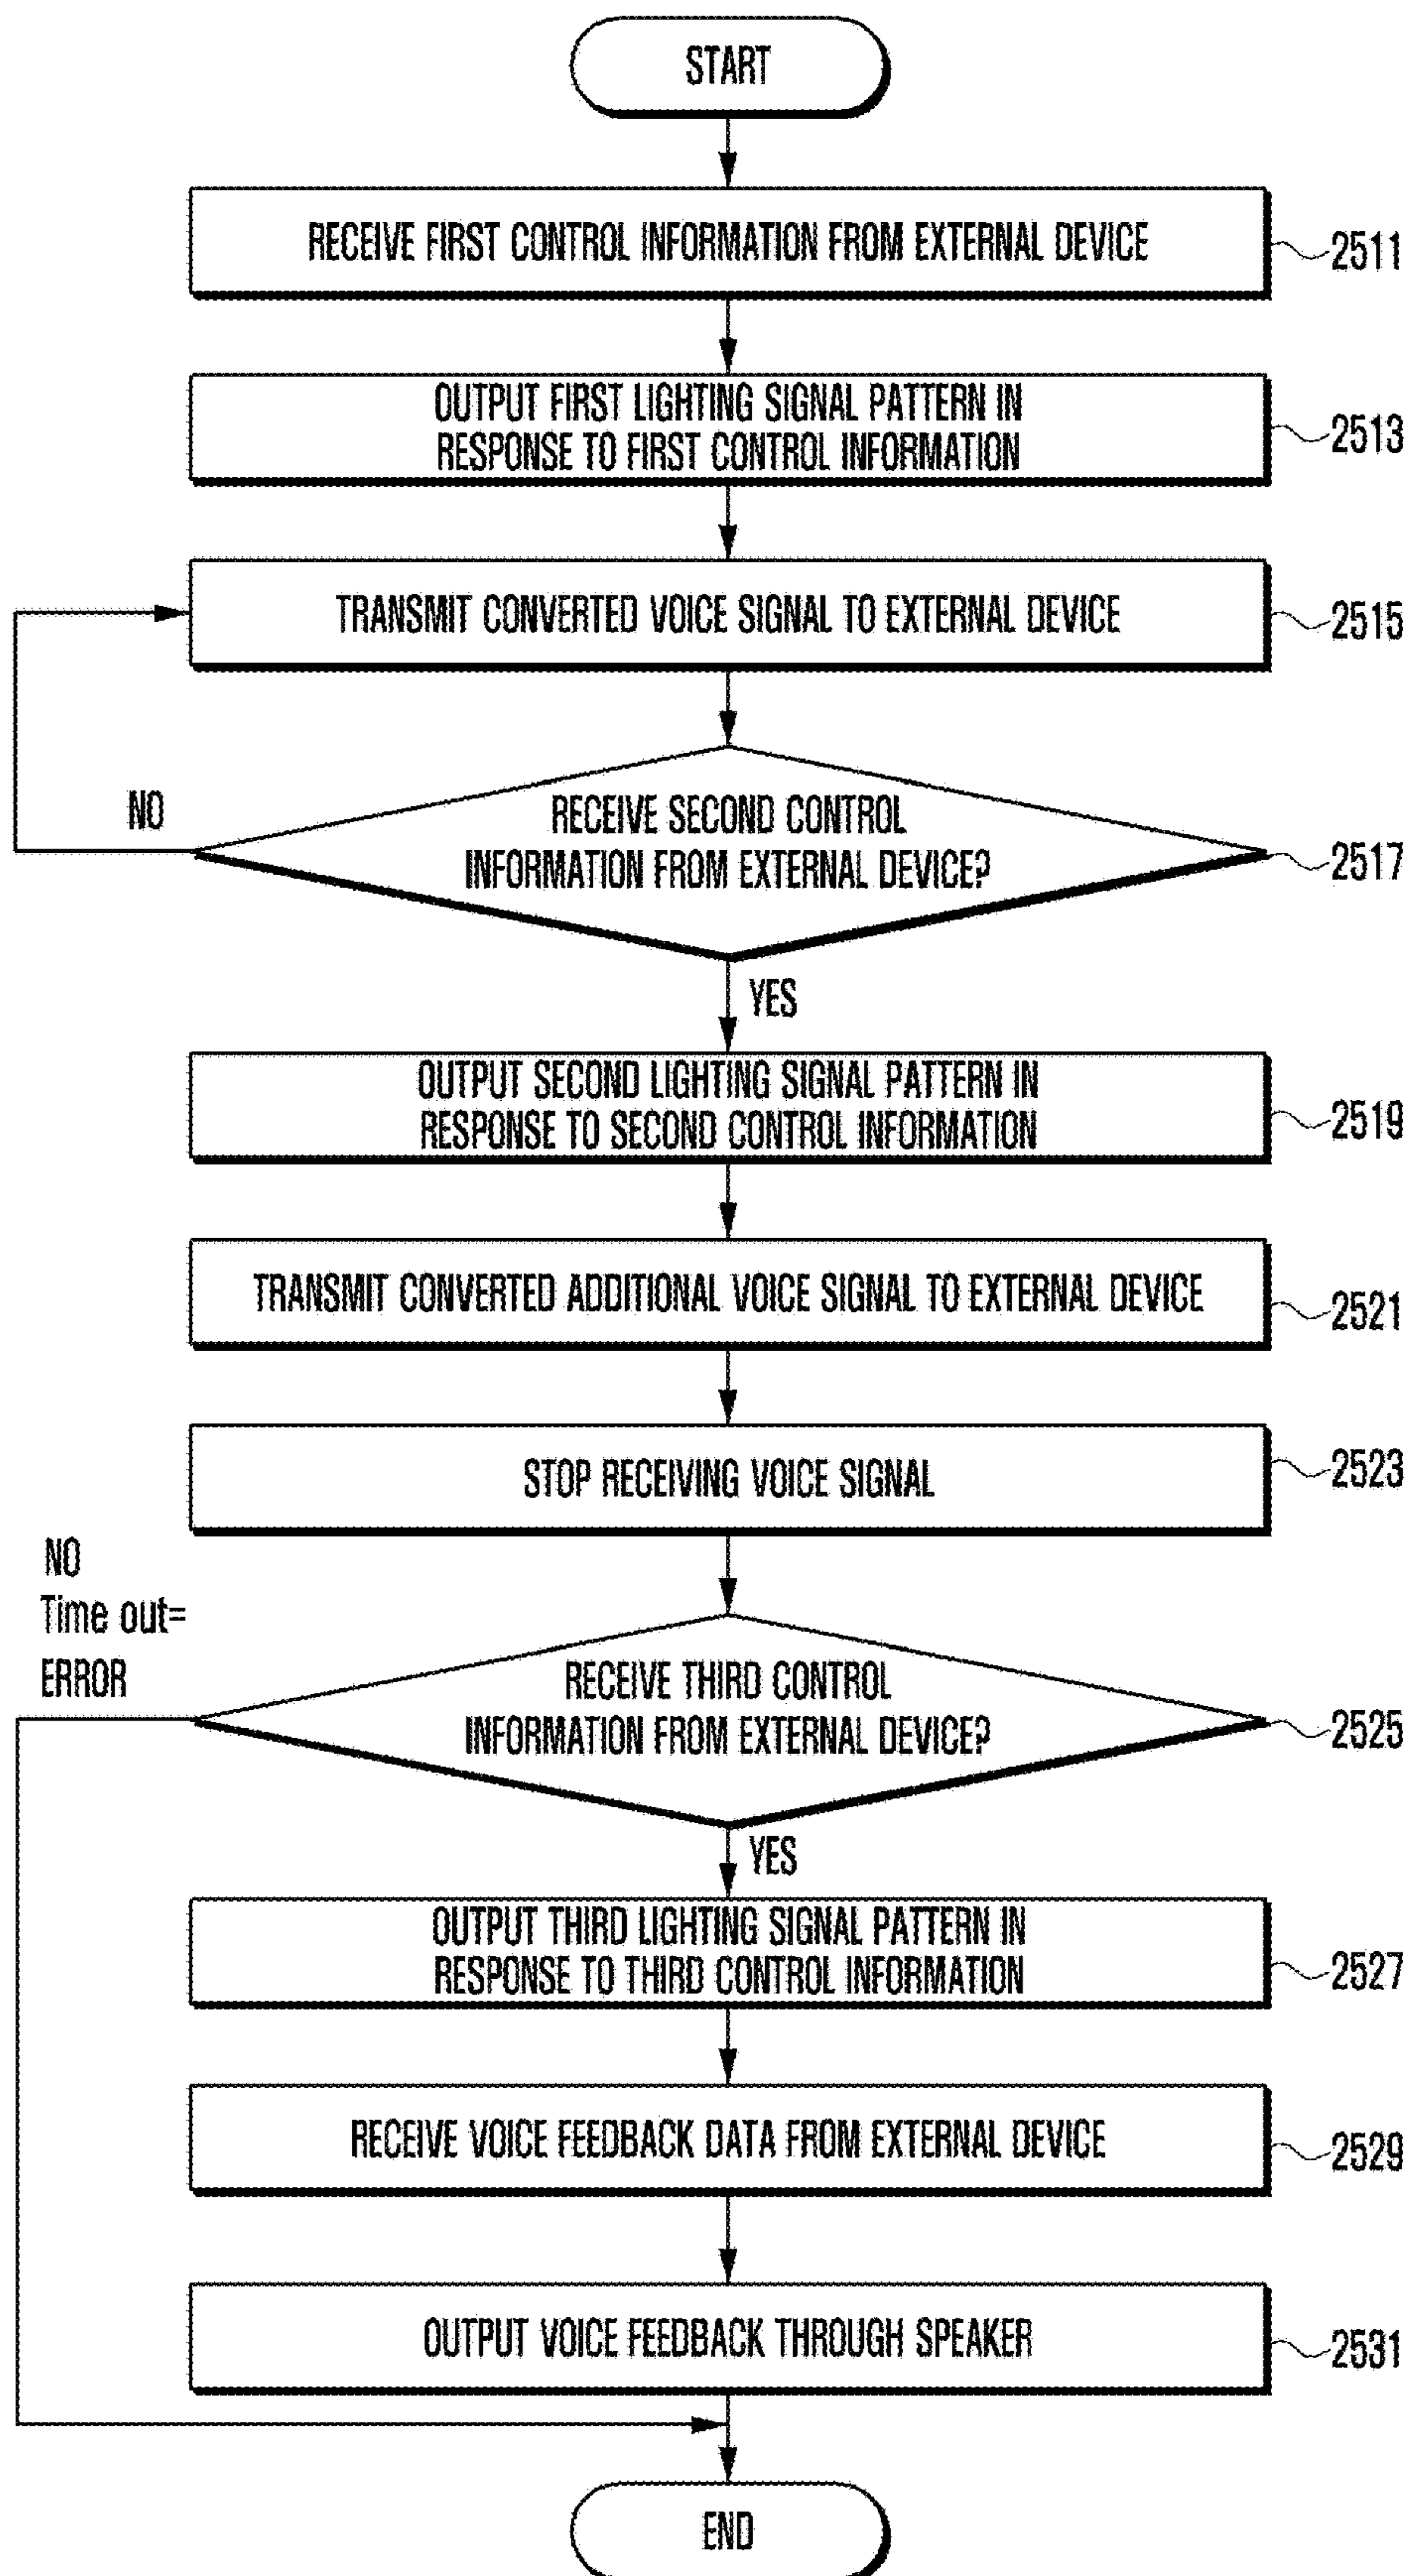 START
RECEIVE FIRST CONTROL INFORMATION FROM EXTERNAL DEVICE
2511
OUTPUT FIRST LIGHTING SIGNAL PATTERN IN
RESPONSE TO FIRST CONTROL INFORMATION
2513
TRANSMIT CONVERTED VOICE SIGNAL TO EXTERNAL DEVICE
2515
NO
RECEIVE SECOND CONTROL
INFORMATION FROM EXTERNAL DEVICE?
2517
YES
OUTPUT SECOND LIGHTING SIGNAL PATTERN IN
RESPONSE TO SECOND CONTROL INFORMATION
2519
TRANSMIT CONVERTED ADDITIONAL VOICE SIGNAL TO EXTERNAL DEVICE
2521
STOP RECEIVING VOICE SIGNAL
2523
NO
Time out=
ERROR
RECEIVE THIRD CONTROL
INFORMATION FROM EXTERNAL DEVICE?
2525
YES
OUTPUT THIRD LIGHTING SIGNAL PATTERN IN
RESPONSE TO THIRD CONTROL INFORMATION
2527
RECEIVE VOICE FEEDBACK DATA FROM EXTERNAL DEVICE
2529
OUTPUT VOICE FEEDBACK THROUGH SPEAKER
2531
END